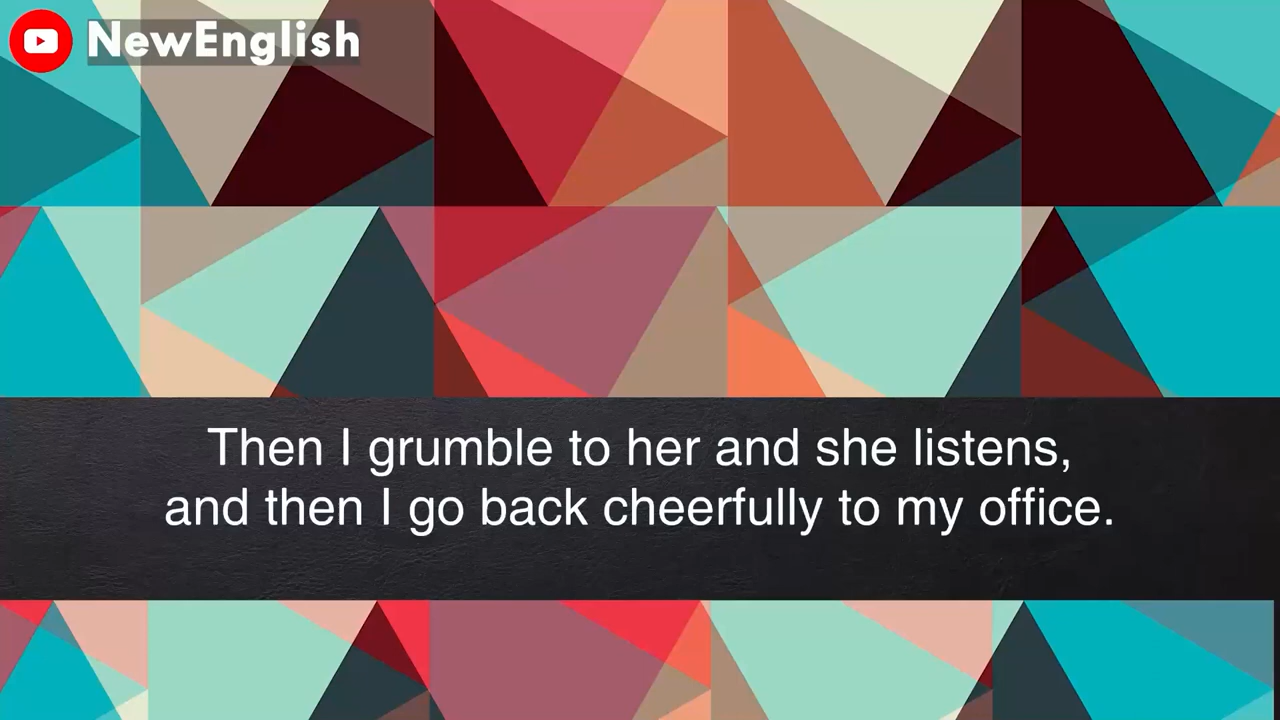 NewEnglish
Then I grumble to her and she listens,
and then I go back cheerfully to my office.